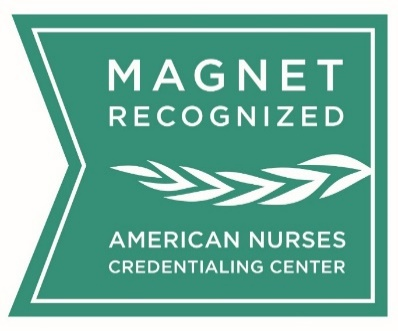 MAGNET
RECOGNIZED
AMERICAN NURSES
CREDENTIALING CENTER